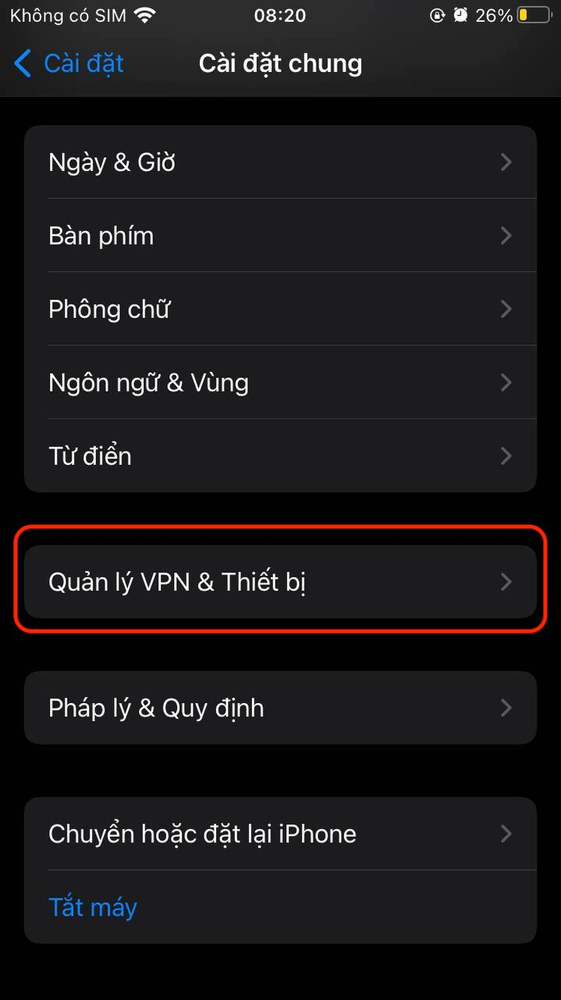 Không có SIM 08:20 26%
Cài đặt Cài đặt chung
Ngày & Giờ
Bàn phím
Phông chữ
Ngôn ngữ & Vùng
Từ điển
Quản lý VPN & Thiết bị
Pháp lý & Quy định
Chuyển hoặc đặt lại iPhone
Tắt máy